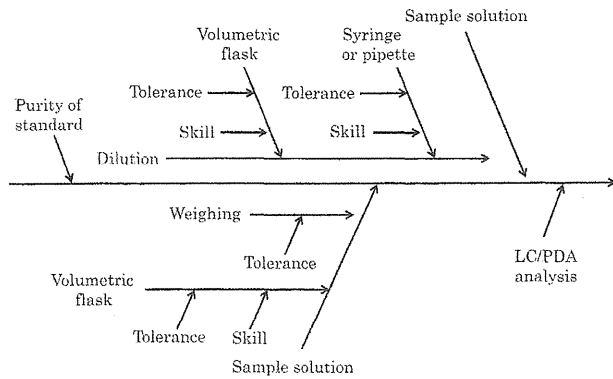 Sample solution
Volumetric
flask
Syringe
or pipette
Tolerance
Tolerance
Purity of
standard
Skill
Skill
Dilution
Weighing
Tolerance
LC/PDA
analysis
Volumetric
flask
Tolerance
Skill
Sample solution